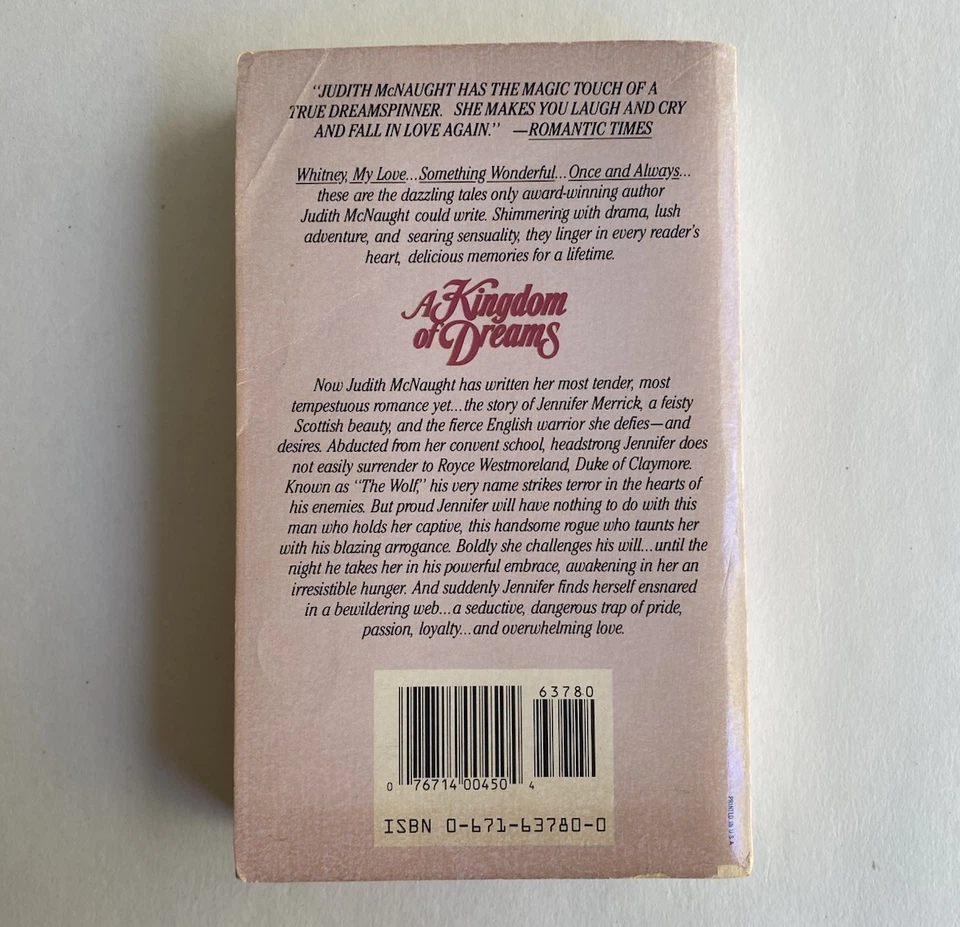 "JUDITH McNAUGHT HAS THE MAGIC TOUCH OF A
TRUE DREAMSPINNER. SHE MAKES YOU LAUGH AND CRY
AND FALL IN LOVE AGAIN." —ROMANTIC TIMES
Whitney, My Love...Something Wonderful...Once and Always...
these are the dazzling tales only award-winning author
Judith McNaught could write. Shimmering with drama, lush
adventure, and searing sensuality, they linger in every reader's
heart, delicious memories for a lifetime.
A Kingdom
of Dreams
Now Judith McNaught has written her most tender, most
tempestuous romance yet...the story of Jennifer Merrick, a feisty
Scottish beauty, and the fierce English warrior she defies—and
desires. Abducted from her convent school, headstrong Jennifer does
not easily surrender to Royce Westmoreland, Duke of Claymore.
Known as "The Wolf," his very name strikes terror in the hearts of
his enemies. But proud Jennifer will have nothing to do with this
man who holds her captive, this handsome rogue who taunts her
with his blazing arrogance. Boldly she challenges his will...until the
night he takes her in his powerful embrace, awakening in her an
irresistible hunger. And suddenly Jennifer finds herself ensnared
in a bewildering web...a seductive, dangerous trap of pride,
passion, loyalty...and overwhelming love.
63780
0 76714 00450 4
ISBN 0-671-63780-0
PRINTED IN U.S.A.